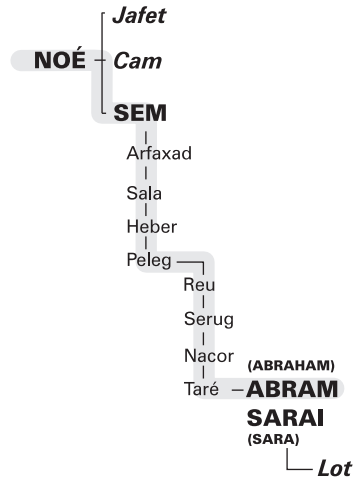 Jafet
NOÉ Cam
SEM
Arfaxad
Sala
Heber
Peleg
Reu
Serug
Nacor
(ABRAHAM)
Taré ABRAM
SARAI
(SARA)
Lot